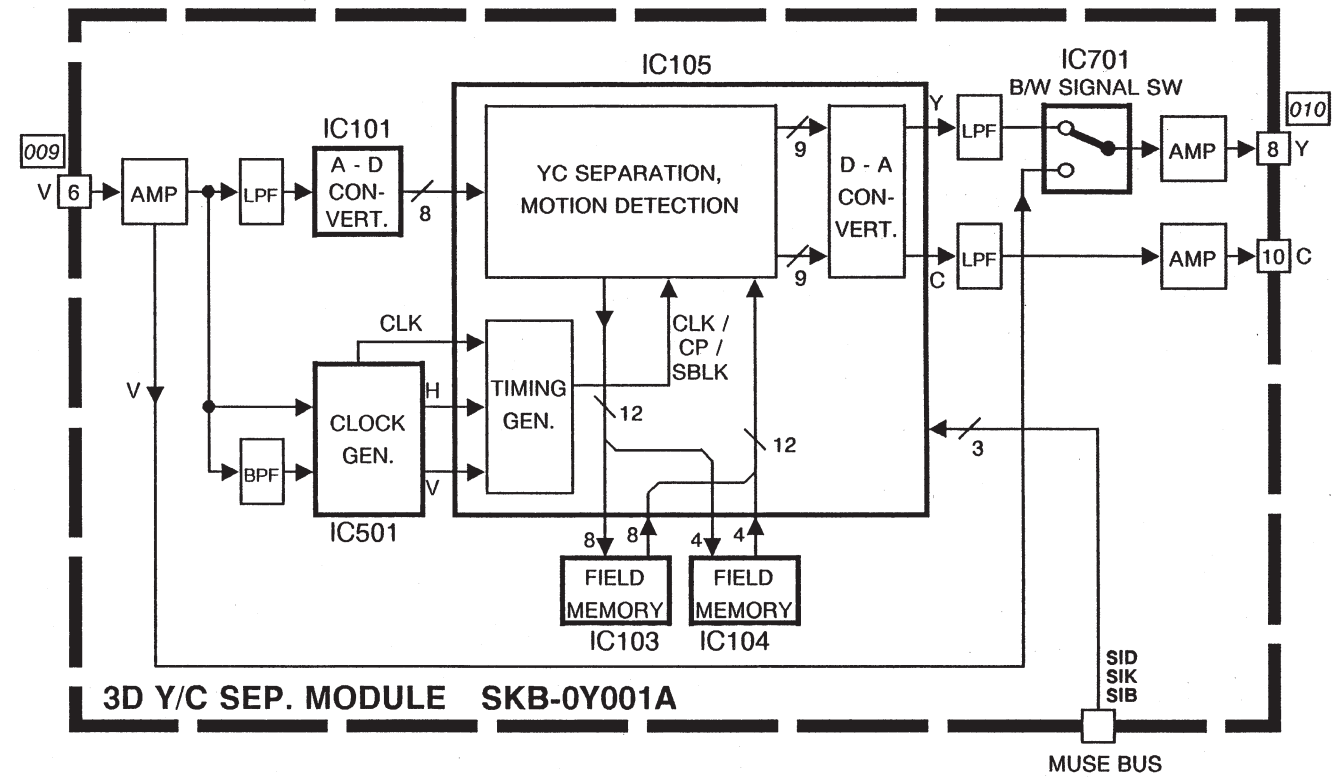 IC105
IC701
B/W SIGNAL SW
010
009
IC101
Y
LPF
AMP
8 Y
V 6
AMP
LPF
A - D
CON-
VERT.
8
YC SEPARATION,
MOTION DETECTION
9
9
D - A
CON-
VERT.
C
LPF
AMP
10 C
CLK
CLK /
CP /
SBLK
V
H
CLOCK
GEN.
TIMING
GEN.
12
12
3
BPF
V
IC501
8
8
4
4
FIELD
MEMORY
FIELD
MEMORY
IC103
IC104
SID
SIK
SIB
3D Y/C SEP. MODULE SKB-0Y001A
MUSE BUS